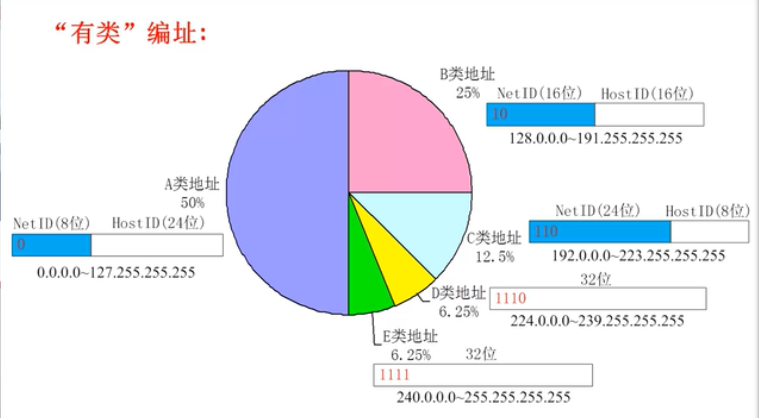 “有类”编址:
B类地址
25%
NetID(16位) HostID(16位)
10
128.0.0.0~191.255.255.255
A类地址
50%
NetID(8位) HostID(24位)
0
0.0.0.0~127.255.255.255
NetID(24位) HostID(8位)
110
C类地址
12.5%
192.0.0.0~223.255.255.255
D类地址
6.25%
32位
1110
224.0.0.0~239.255.255.255
E类地址
6.25%
32位
1111
240.0.0.0~255.255.255.255